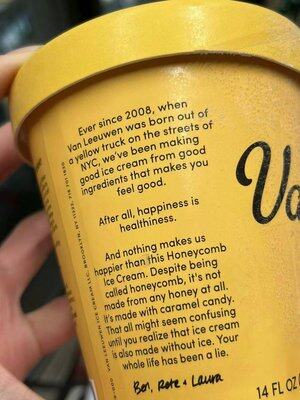 Ever since 2008, when
Van Leeuwen was born out of
a yellow truck on the streets of
NYC, we've been making
good ice cream from good
ingredients that makes you
feel good.
After all, happiness is
healthiness.
And nothing makes us
happier than this Honeycomb
Ice Cream. Despite being
called honeycomb, it's not
made from any honey at all.
It's made with caramel candy.
That all might seem confusing
until you realize that ice cream
is also made without ice. Your
whole life has been a lie.
Ben, Pete + Laura
Va
14 FL OZ